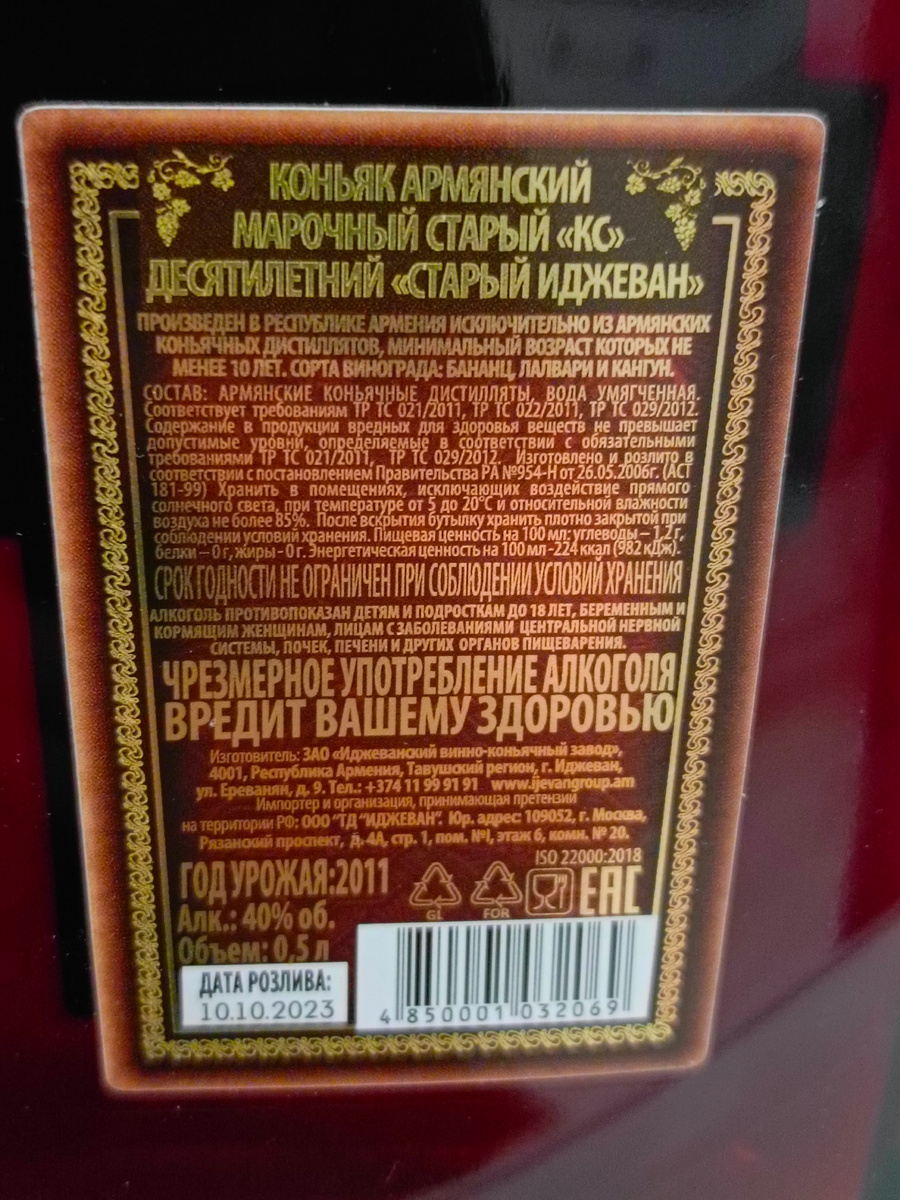 КОНЬЯК АРМЯНСКИЙ
МАРОЧНЫЙ СТАРЫЙ «КС»
ДЕСЯТИЛЕТНИЙ «СТАРЫЙ ИДЖЕВАН»
ПРОИЗВЕДЕН В РЕСПУБЛИКЕ АРМЕНИЯ ИСКЛЮЧИТЕЛЬНО ИЗ АРМЯНСКИХ
КОНЬЯЧНЫХ ДИСТИЛЛЯТОВ, МИНИМАЛЬНЫЙ ВОЗРАСТ КОТОРЫХ НЕ
МЕНЕЕ 10 ЛЕТ. СОРТА ВИНОГРАДА: БАНАНЦ, ЛАЛВАРИ И КАНГУН.
СОСТАВ: АРМЯНСКИЕ КОНЬЯЧНЫЕ ДИСТИЛЛЯТЫ, ВОДА УМЯГЧЕННАЯ.
Соответствует требованиям ТР ТС 021/2011, ТР ТС 022/2011, ТР ТС 029/2012.
Содержание в продукции вредных для здоровья веществ не превышает
допустимые уровни, определяемые в соответствии с обязательными
требованиями ТР ТС 021/2011, ТР ТС 029/2012. Изготовлено и розлито в
соответствии с постановлением Правительства РА №954-Н от 26.05.2006г. (АСТ
181-99) Хранить в помещениях, исключающих воздействие прямого
солнечного света, при температуре от 5 до 20°С и относительной влажности
воздуха не более 85%. После вскрытия бутылку хранить плотно закрытой при
соблюдении условий хранения. Пищевая ценность на 100 мл: углеводы – 1,2 г,
белки – 0 г, жиры - 0 г. Энергетическая ценность на 100 мл -224 ккал (982 кДж).
СРОК ГОДНОСТИ НЕ ОГРАНИЧЕН ПРИ СОБЛЮДЕНИИ УСЛОВИЙ ХРАНЕНИЯ
АЛКОГОЛЬ ПРОТИВОПОКАЗАН ДЕТЯМ И ПОДРОСТКАМ ДО 18 ЛЕТ, БЕРЕМЕННЫМ И
КОРМЯЩИМ ЖЕНЩИНАМ, ЛИЦАМ С ЗАБОЛЕВАНИЯМИ ЦЕНТРАЛЬНОЙ НЕРВНОЙ
СИСТЕМЫ, ПОЧЕК, ПЕЧЕНИ И ДРУГИХ ОРГАНОВ ПИЩЕВАРЕНИЯ.
ЧРЕЗМЕРНОЕ УПОТРЕБЛЕНИЕ АЛКОГОЛЯ
ВРЕДИТ ВАШЕМУ ЗДОРОВЬЮ
Изготовитель: ЗАО «Иджеванский винно-коньячный завод»,
4001, Республика Армения, Тавушский регион, г. Иджеван,
ул. Ереванян, д. 9. Тел.: +374 11 99 91 91 www.ijevangroup.am
Импортер и организация, принимающая претензии
на территории РФ: ООО "ТД "ИДЖЕВАН". Юр. адрес: 109052, г. Москва,
Рязанский проспект, д. 4А, стр. 1, пом. №I, этаж 6, комн. № 20.
ISO 22000:2018
ГОД УРОЖАЯ:2011
GL FOR EAC
Алк.: 40% об.
Объем: 0,5 л
ДАТА РОЗЛИВА:
10.10.2023
4 850001 032069